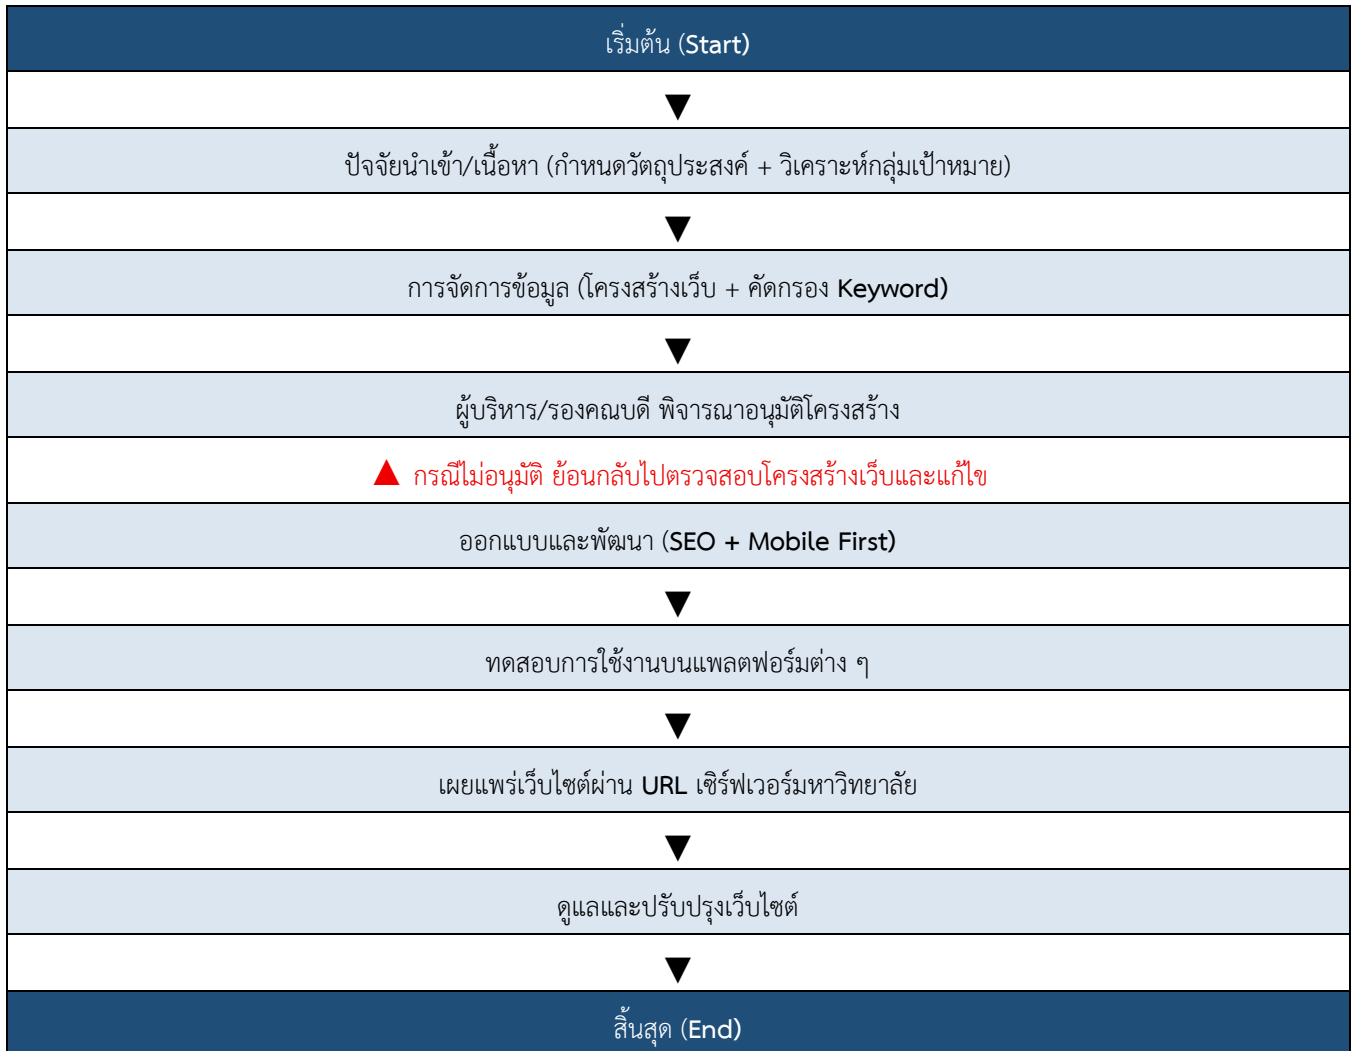 เริ่มต้น (Start)
▼
ปัจจัยนำเข้า/เนื้อหา (กำหนดวัตถุประสงค์ + วิเคราะห์กลุ่มเป้าหมาย)
▼
การจัดการข้อมูล (โครงสร้างเว็บ + คัดกรอง Keyword)
▼
ผู้บริหาร/รองคณบดี พิจารณาอนุมัติโครงสร้าง
▲ กรณีไม่อนุมัติ ย้อนกลับไปตรวจสอบโครงสร้างเว็บและแก้ไข
ออกแบบและพัฒนา (SEO + Mobile First)
▼
ทดสอบการใช้งานบนแพลตฟอร์มต่าง ๆ
▼
เผยแพร่เว็บไซต์ผ่าน URL เซิร์ฟเวอร์มหาวิทยาลัย
▼
ดูแลและปรับปรุงเว็บไซต์
▼
สิ้นสุด (End)